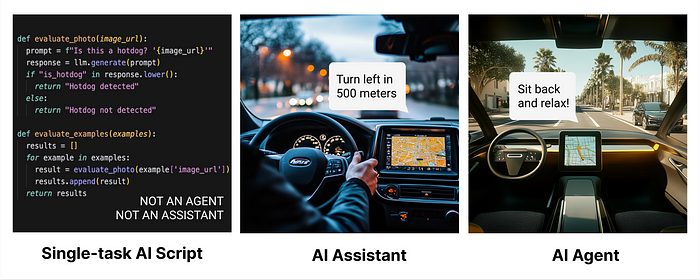 def evaluate_photo(image_url):
prompt = f"Is this a hotdog? '{image_url}'"
response = llm.generate(prompt)
if "is_hotdog" in response.lower():
return "Hotdog detected"
else:
return "Hotdog not detected"
def evaluate_examples(examples):
results = []
for example in examples:
result = evaluate_photo(example['image_url'])
results.append(result)
return results
NOT AN AGENT
NOT AN ASSISTANT
Single-task AI Script
Turn left in
500 meters
AI Assistant
Sit back
and relax!
AI Agent